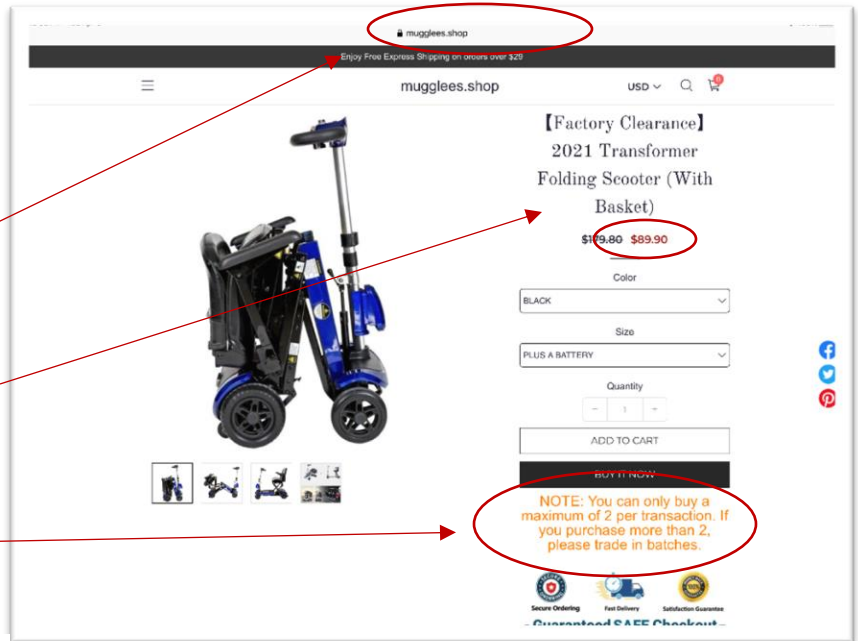 mugglees.shop
Enjoy Free Express Shipping on orders over $29
mugglees.shop
USD
0
【Factory Clearance】
2021 Transformer
Folding Scooter (With
Basket)
$179.80 $89.90
Color
BLACK
Size
PLUS A BATTERY
Quantity
- 1 +
ADD TO CART
BUY IT NOW
NOTE: You can only buy a
maximum of 2 per transaction. If
you purchase more than 2,
please trade in batches.
Secure Ordering Fast Delivery Satisfaction Guarantee
- Guaranteed SAFE Checkout -